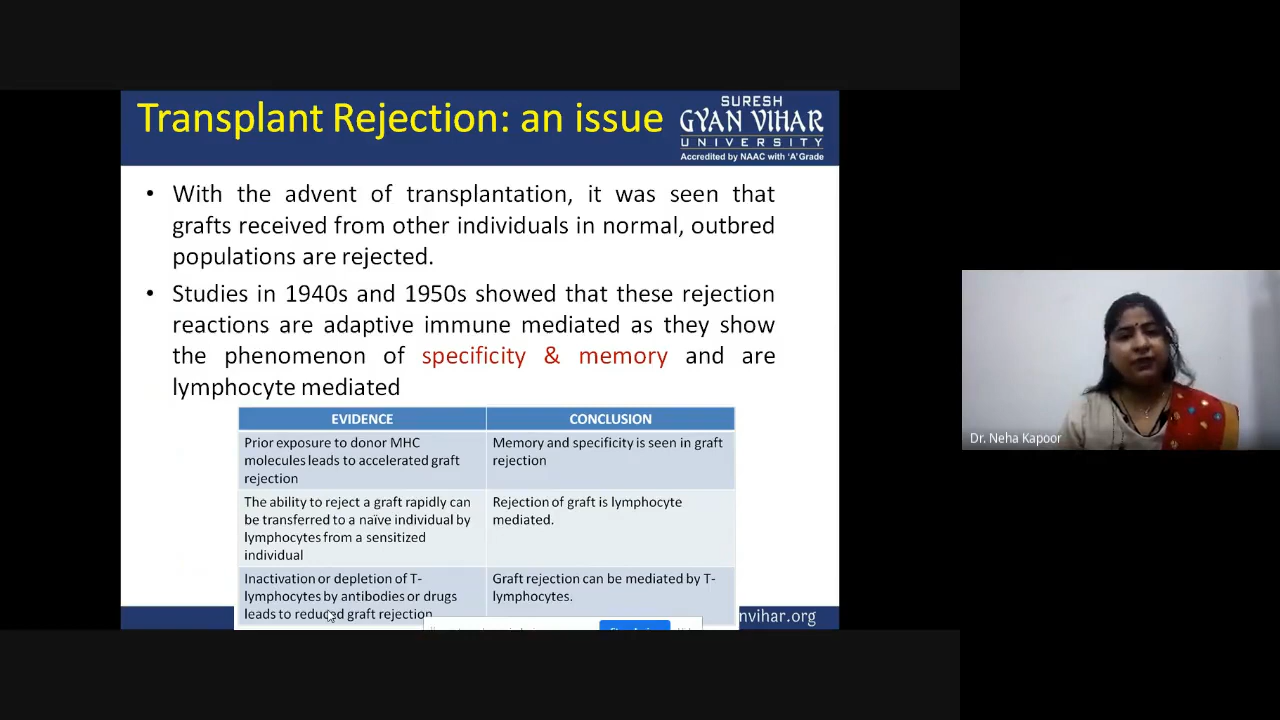 Transplant Rejection: an issue
SURESH
GYAN VIHAR
UNIVERSITY
Accredited by NAAC with 'A' Grade
• With the advent of transplantation, it was seen that
grafts received from other individuals in normal, outbred
populations are rejected.
• Studies in 1940s and 1950s showed that these rejection
reactions are adaptive immune mediated as they show
the phenomenon of specificity & memory and are
lymphocyte mediated
EVIDENCE
CONCLUSION
Prior exposure to donor MHC
molecules leads to accelerated graft
rejection
Memory and specificity is seen in graft
rejection
The ability to reject a graft rapidly can
be transferred to a naïve individual by
lymphocytes from a sensitized
individual
Rejection of graft is lymphocyte
mediated.
Inactivation or depletion of T-
lymphocytes by antibodies or drugs
leads to reduced graft rejection
Graft rejection can be mediated by T-
lymphocytes.
nvihar.org
Dr. Neha Kapoor